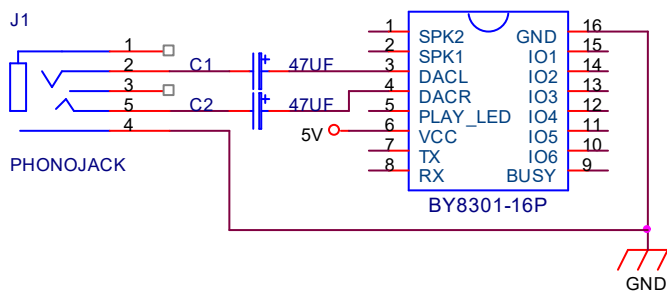 J1
1
2
3
5
4
PHONOJACK
C1
47UF
C2
47UF
5V
1 SPK2 GND 16
2 SPK1 IO1 15
3 DACL IO2 14
4 DACR IO3 13
5 PLAY_LED IO4 12
6 VCC IO5 11
7 TX IO6 10
8 RX BUSY 9
BY8301-16P
GND